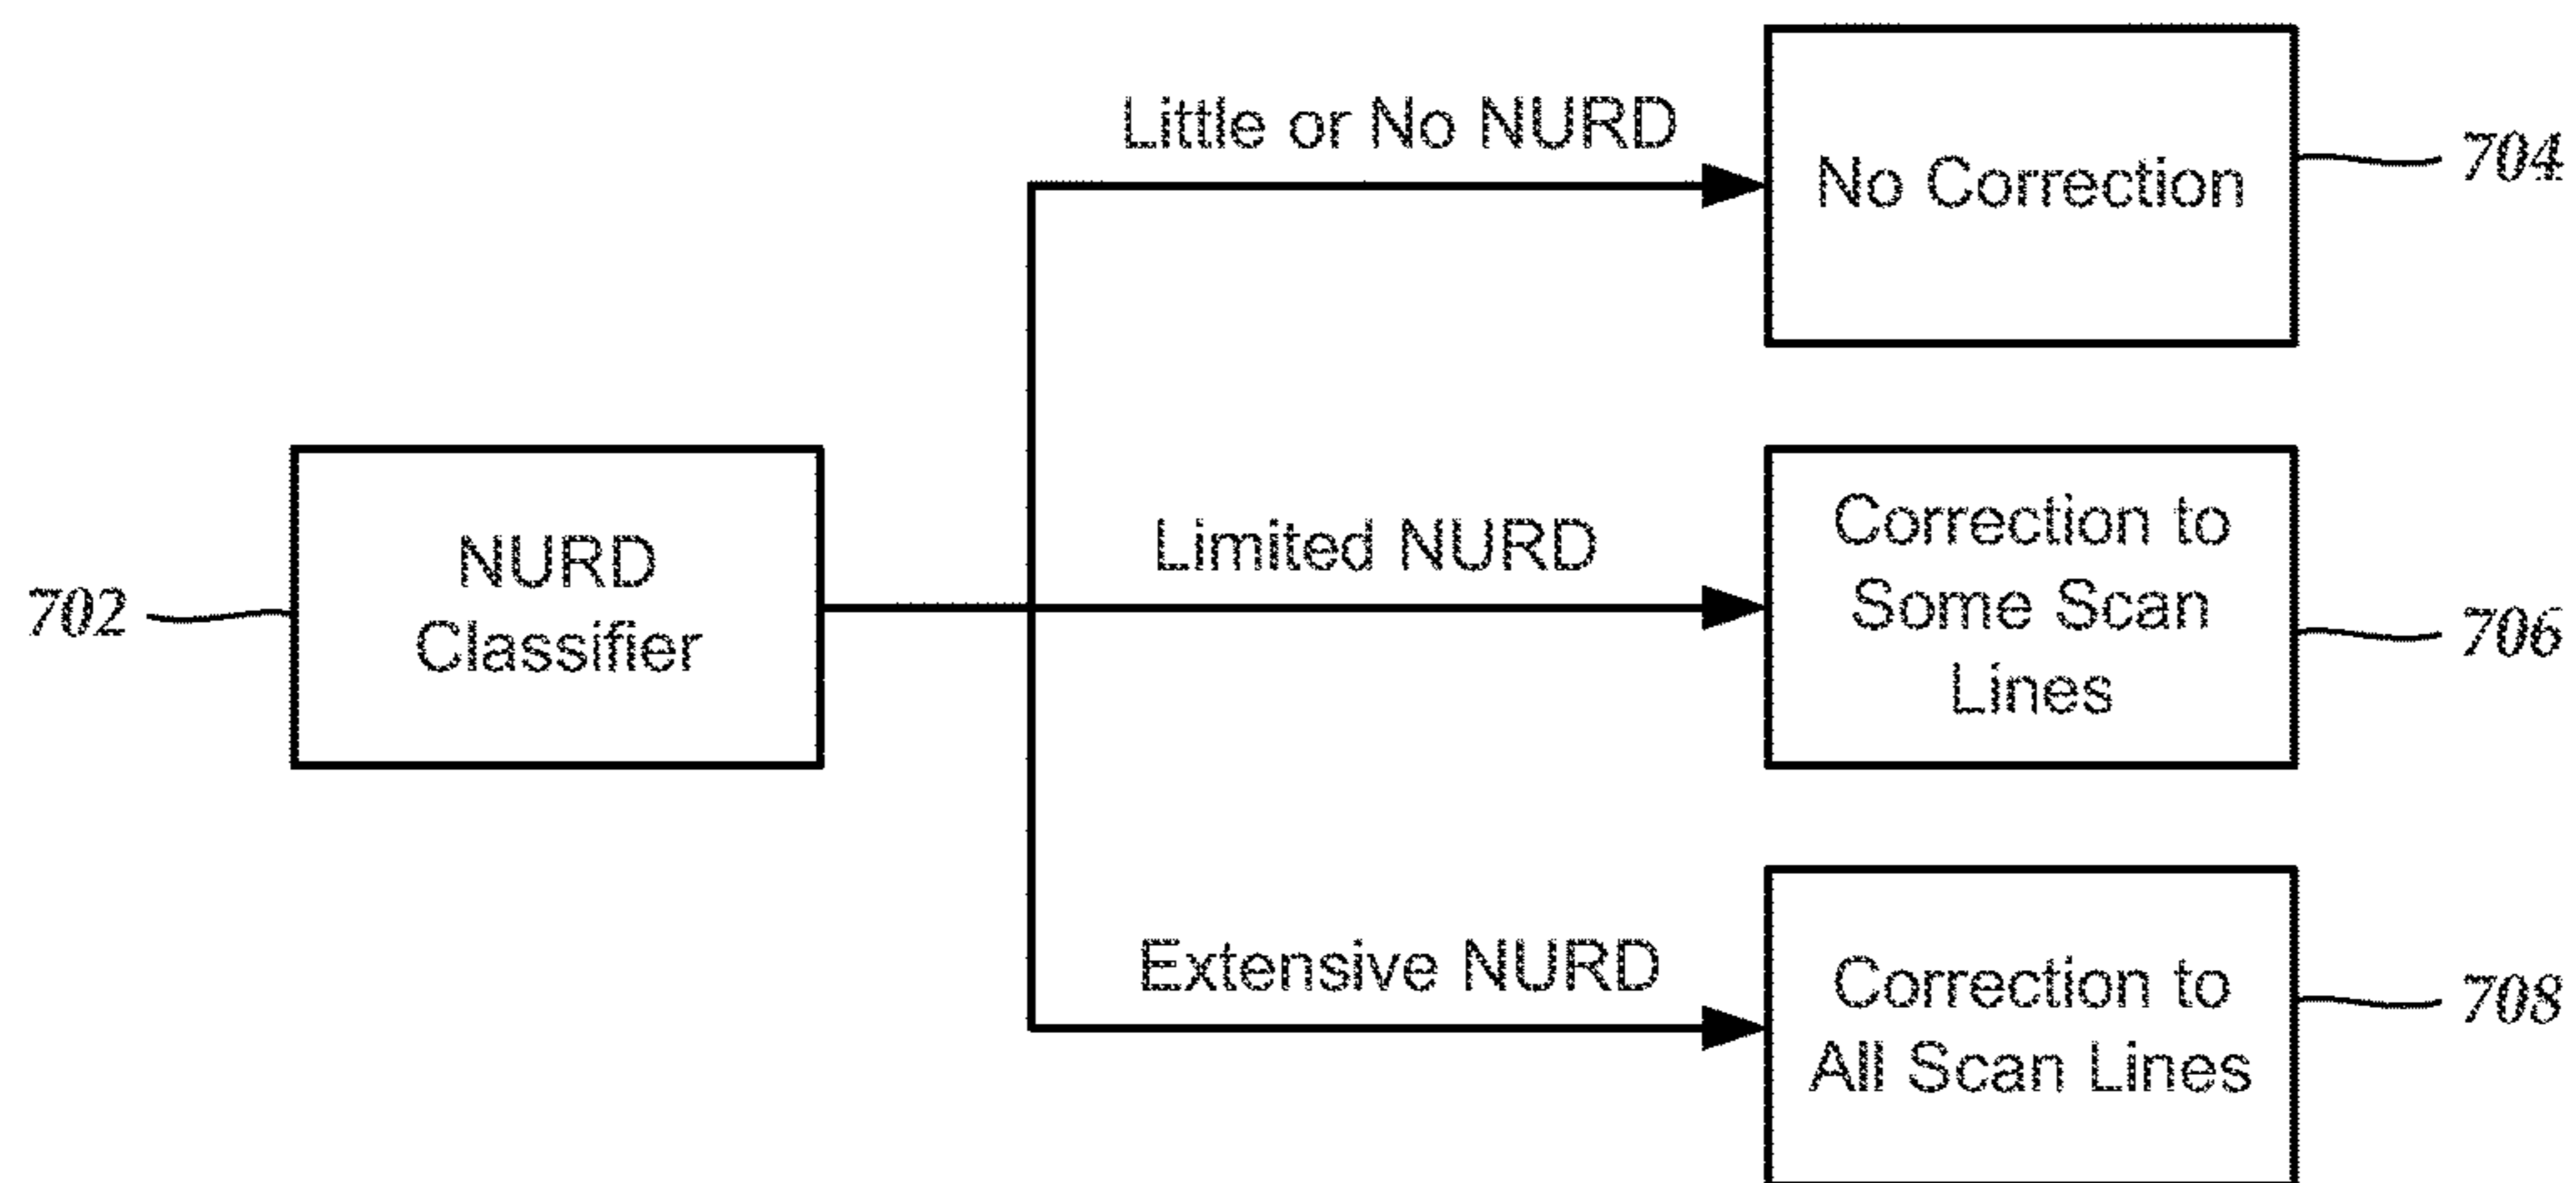 Little or No NURD
No Correction
704
702
NURD
Classifier
Limited NURD
Correction to
Some Scan
Lines
706
Extensive NURD
Correction to
All Scan Lines
708